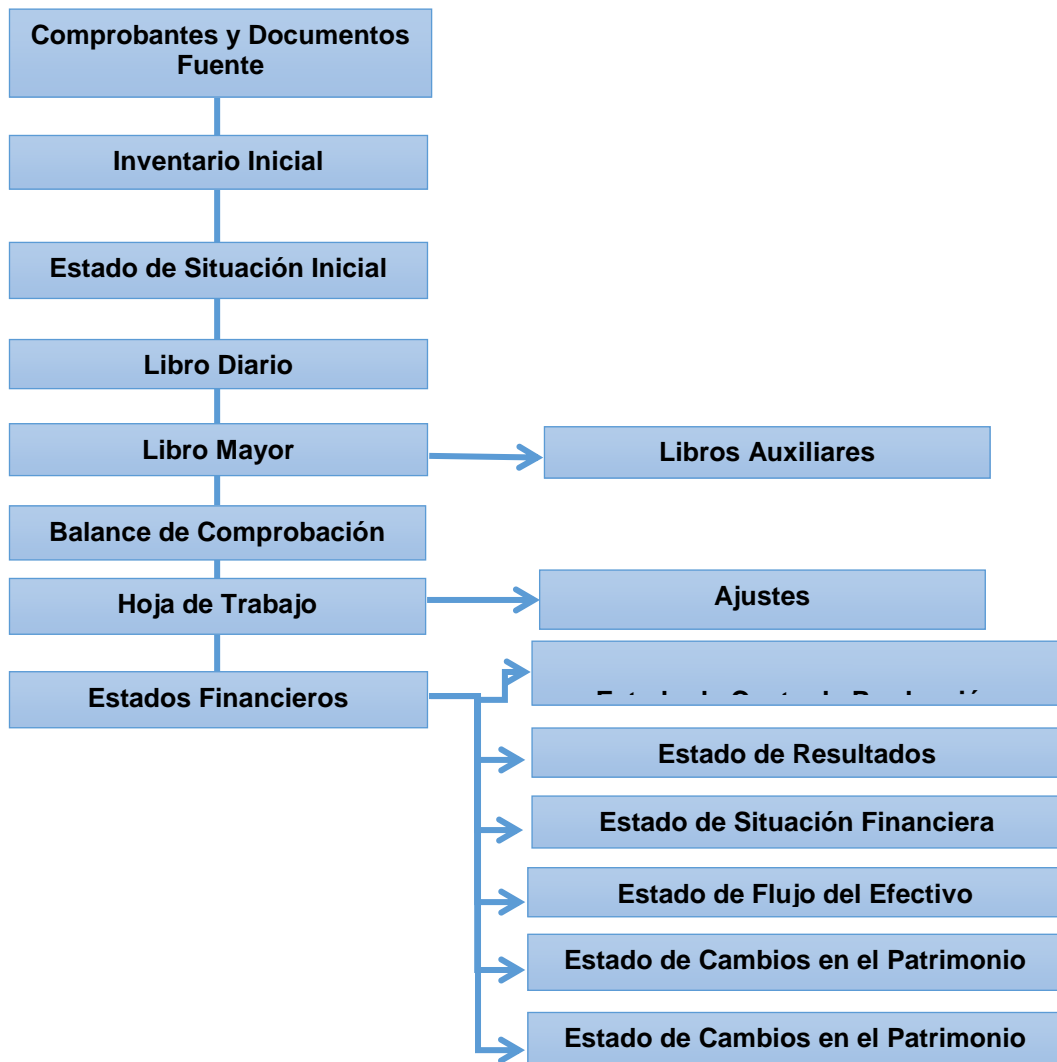 Comprobantes y Documentos
Fuente
Inventario Inicial
Estado de Situación Inicial
Libro Diario
Libro Mayor
Libros Auxiliares
Balance de Comprobación
Hoja de Trabajo
Ajustes
Estados Financieros
Estado de Resultados
Estado de Situación Financiera
Estado de Flujo del Efectivo
Estado de Cambios en el Patrimonio
Estado de Cambios en el Patrimonio